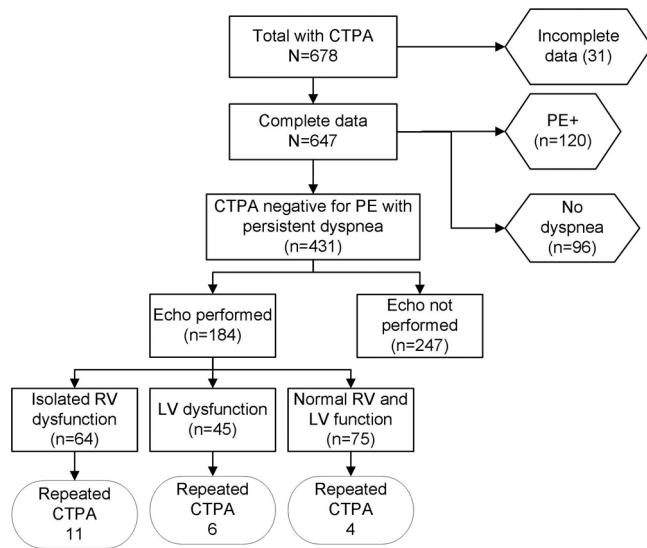 Total with CTPA
N=678
Incomplete
data (31)
Complete data
N=647
PE+
(n=120)
CTPA negative for PE with
persistent dyspnea
(n=431)
No
dyspnea
(n=96)
Echo performed
(n=184)
Echo not
performed
(n=247)
Isolated RV
dysfunction
(n=64)
LV dysfunction
(n=45)
Normal RV and
LV function
(n=75)
Repeated
CTPA
11
Repeated
CTPA
6
Repeated
CTPA
4